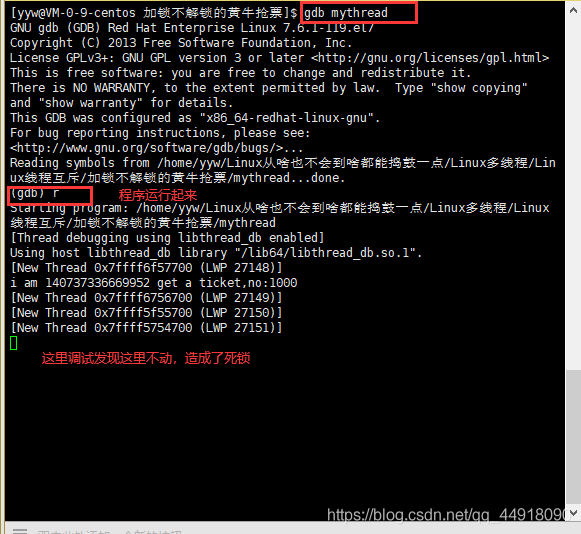 [yyw@VM-0-9-centos 加锁不解锁的黄牛抢票]$ gdb mythread
GNU gdb (GDB) Red Hat Enterprise Linux 7.6.1-119.el7
Copyright (C) 2013 Free Software Foundation, Inc.
License GPLv3+: GNU GPL version 3 or later <http://gnu.org/licenses/gpl.html>
This is free software: you are free to change and redistribute it.
There is NO WARRANTY, to the extent permitted by law.  Type "show copying"
and "show warranty" for details.
This GDB was configured as "x86_64-redhat-linux-gnu".
For bug reporting instructions, please see:
<http://www.gnu.org/software/gdb/bugs/>...
Reading symbols from /home/yyw/Linux从啥也不会到啥都能捣鼓一点/Linux多线程/Lin
ux线程互斥/加锁不解锁的黄牛抢票/mythread...done.
(gdb) r 程序运行起来
Starting program: /home/yyw/Linux从啥也不会到啥都能捣鼓一点/Linux多线程/Linux
线程互斥/加锁不解锁的黄牛抢票/mythread
[Thread debugging using libthread_db enabled]
Using host libthread_db library "/lib64/libthread_db.so.1".
[New Thread 0x7ffff6f57700 (LWP 27148)]
i am 140737336669952 get a ticket,no:1000
[New Thread 0x7ffff6756700 (LWP 27149)]
[New Thread 0x7ffff5f55700 (LWP 27150)]
[New Thread 0x7ffff5754700 (LWP 27151)]
这里调试发现这里不动，造成了死锁